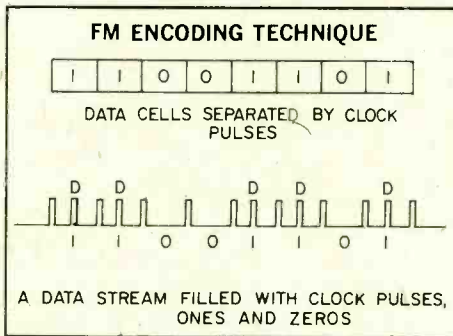 FM ENCODING TECHNIQUE
1 1 0 0 1 1 0 1
DATA CELLS SEPARATED BY CLOCK
PULSES
D D D D D
1 1 0 0 1 1 0 1
A DATA STREAM FILLED WITH CLOCK PULSES,
ONES AND ZEROS